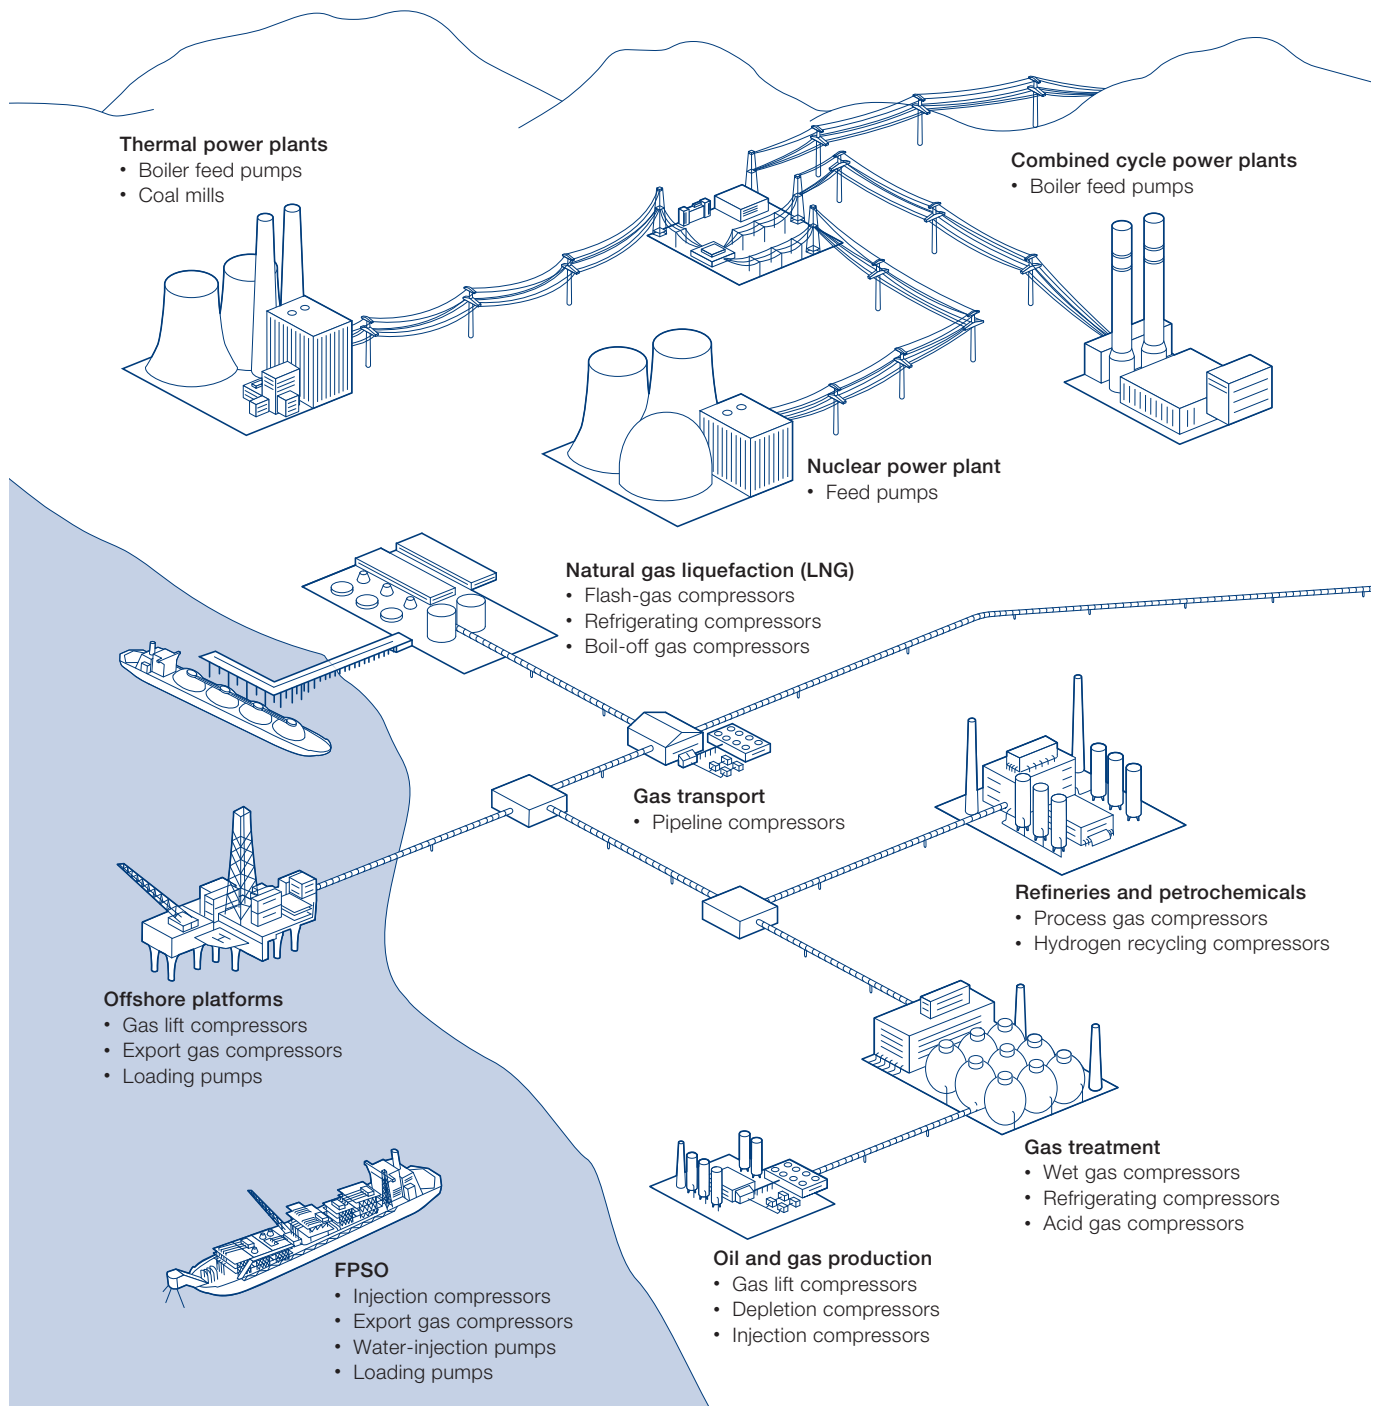 Thermal power plants
• Boiler feed pumps
• Coal mills
Combined cycle power plants
• Boiler feed pumps
Nuclear power plant
• Feed pumps
Natural gas liquefaction (LNG)
• Flash-gas compressors
• Refrigerating compressors
• Boil-off gas compressors
Gas transport
• Pipeline compressors
Refineries and petrochemicals
• Process gas compressors
• Hydrogen recycling compressors
Offshore platforms
• Gas lift compressors
• Export gas compressors
• Loading pumps
Gas treatment
• Wet gas compressors
• Refrigerating compressors
• Acid gas compressors
Oil and gas production
• Gas lift compressors
• Depletion compressors
• Injection compressors
FPSO
• Injection compressors
• Export gas compressors
• Water-injection pumps
• Loading pumps
H